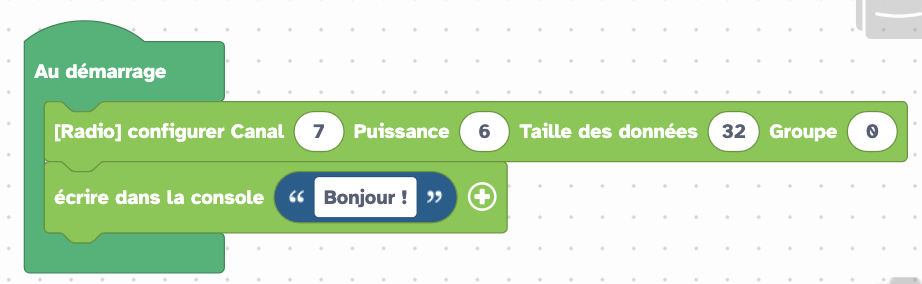 Au démarrage
[Radio] configurer Canal 7 Puissance 6 Taille des données 32 Groupe 0
écrire dans la console “ Bonjour ! ”